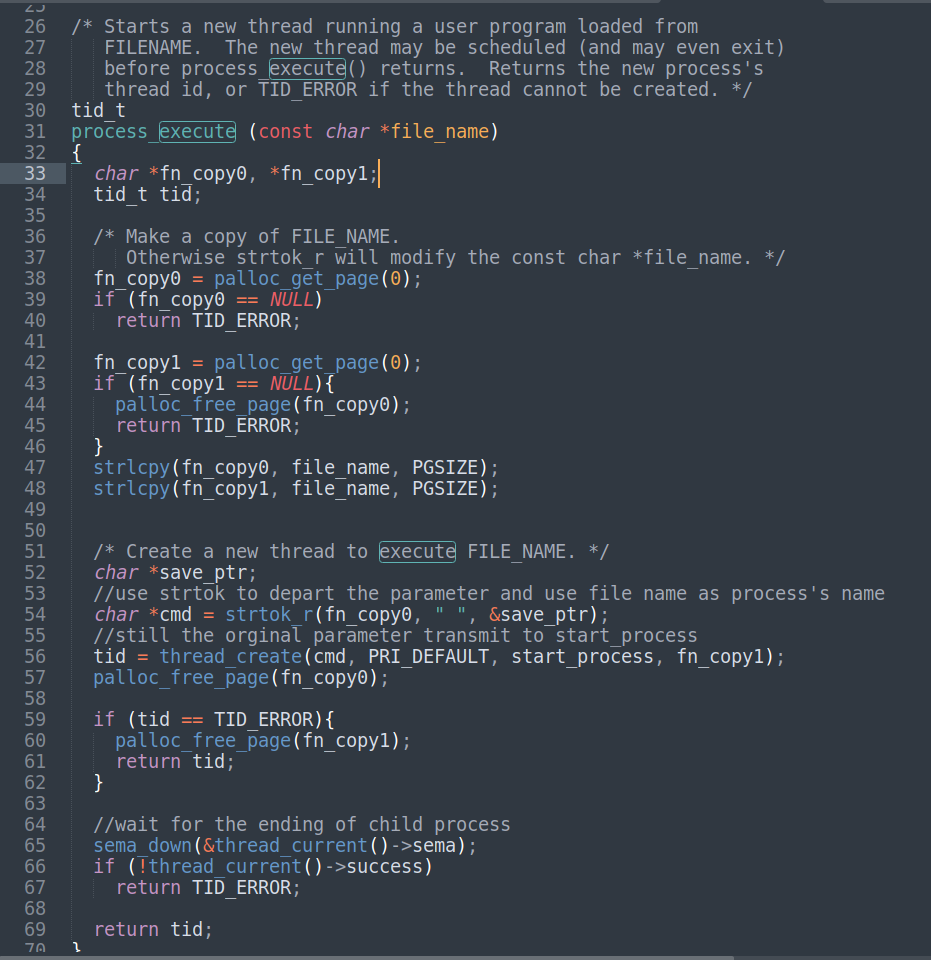 25
26 /* Starts a new thread running a user program loaded from
27    FILENAME.  The new thread may be scheduled (and may even exit)
28    before process_execute() returns.  Returns the new process's
29    thread id, or TID_ERROR if the thread cannot be created. */
30 tid_t
31 process_execute (const char *file_name)
32 {
33   char *fn_copy0, *fn_copy1;
34   tid_t tid;
35
36   /* Make a copy of FILE_NAME.
37      Otherwise strtok_r will modify the const char *file_name. */
38   fn_copy0 = palloc_get_page(0);
39   if (fn_copy0 == NULL)
40     return TID_ERROR;
41
42   fn_copy1 = palloc_get_page(0);
43   if (fn_copy1 == NULL){
44     palloc_free_page(fn_copy0);
45     return TID_ERROR;
46   }
47   strlcpy(fn_copy0, file_name, PGSIZE);
48   strlcpy(fn_copy1, file_name, PGSIZE);
49
50
51   /* Create a new thread to execute FILE_NAME. */
52   char *save_ptr;
53   //use strtok to depart the parameter and use file name as process's name
54   char *cmd = strtok_r(fn_copy0, " ", &save_ptr);
55   //still the orginal parameter transmit to start_process
56   tid = thread_create(cmd, PRI_DEFAULT, start_process, fn_copy1);
57   palloc_free_page(fn_copy0);
58
59   if (tid == TID_ERROR){
60     palloc_free_page(fn_copy1);
61     return tid;
62   }
63
64   //wait for the ending of child process
65   sema_down(&thread_current()->sema);
66   if (!thread_current()->success)
67     return TID_ERROR;
68
69   return tid;
70 }